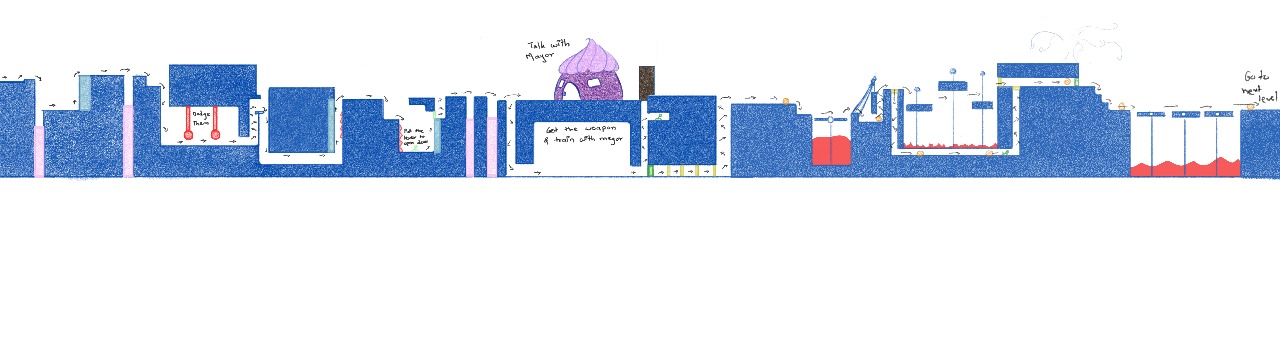 Talk with
Mayor
Dodge
Them
Pull the
lever to
open door
Get the weapon
& train with mayor
Go to
next
level